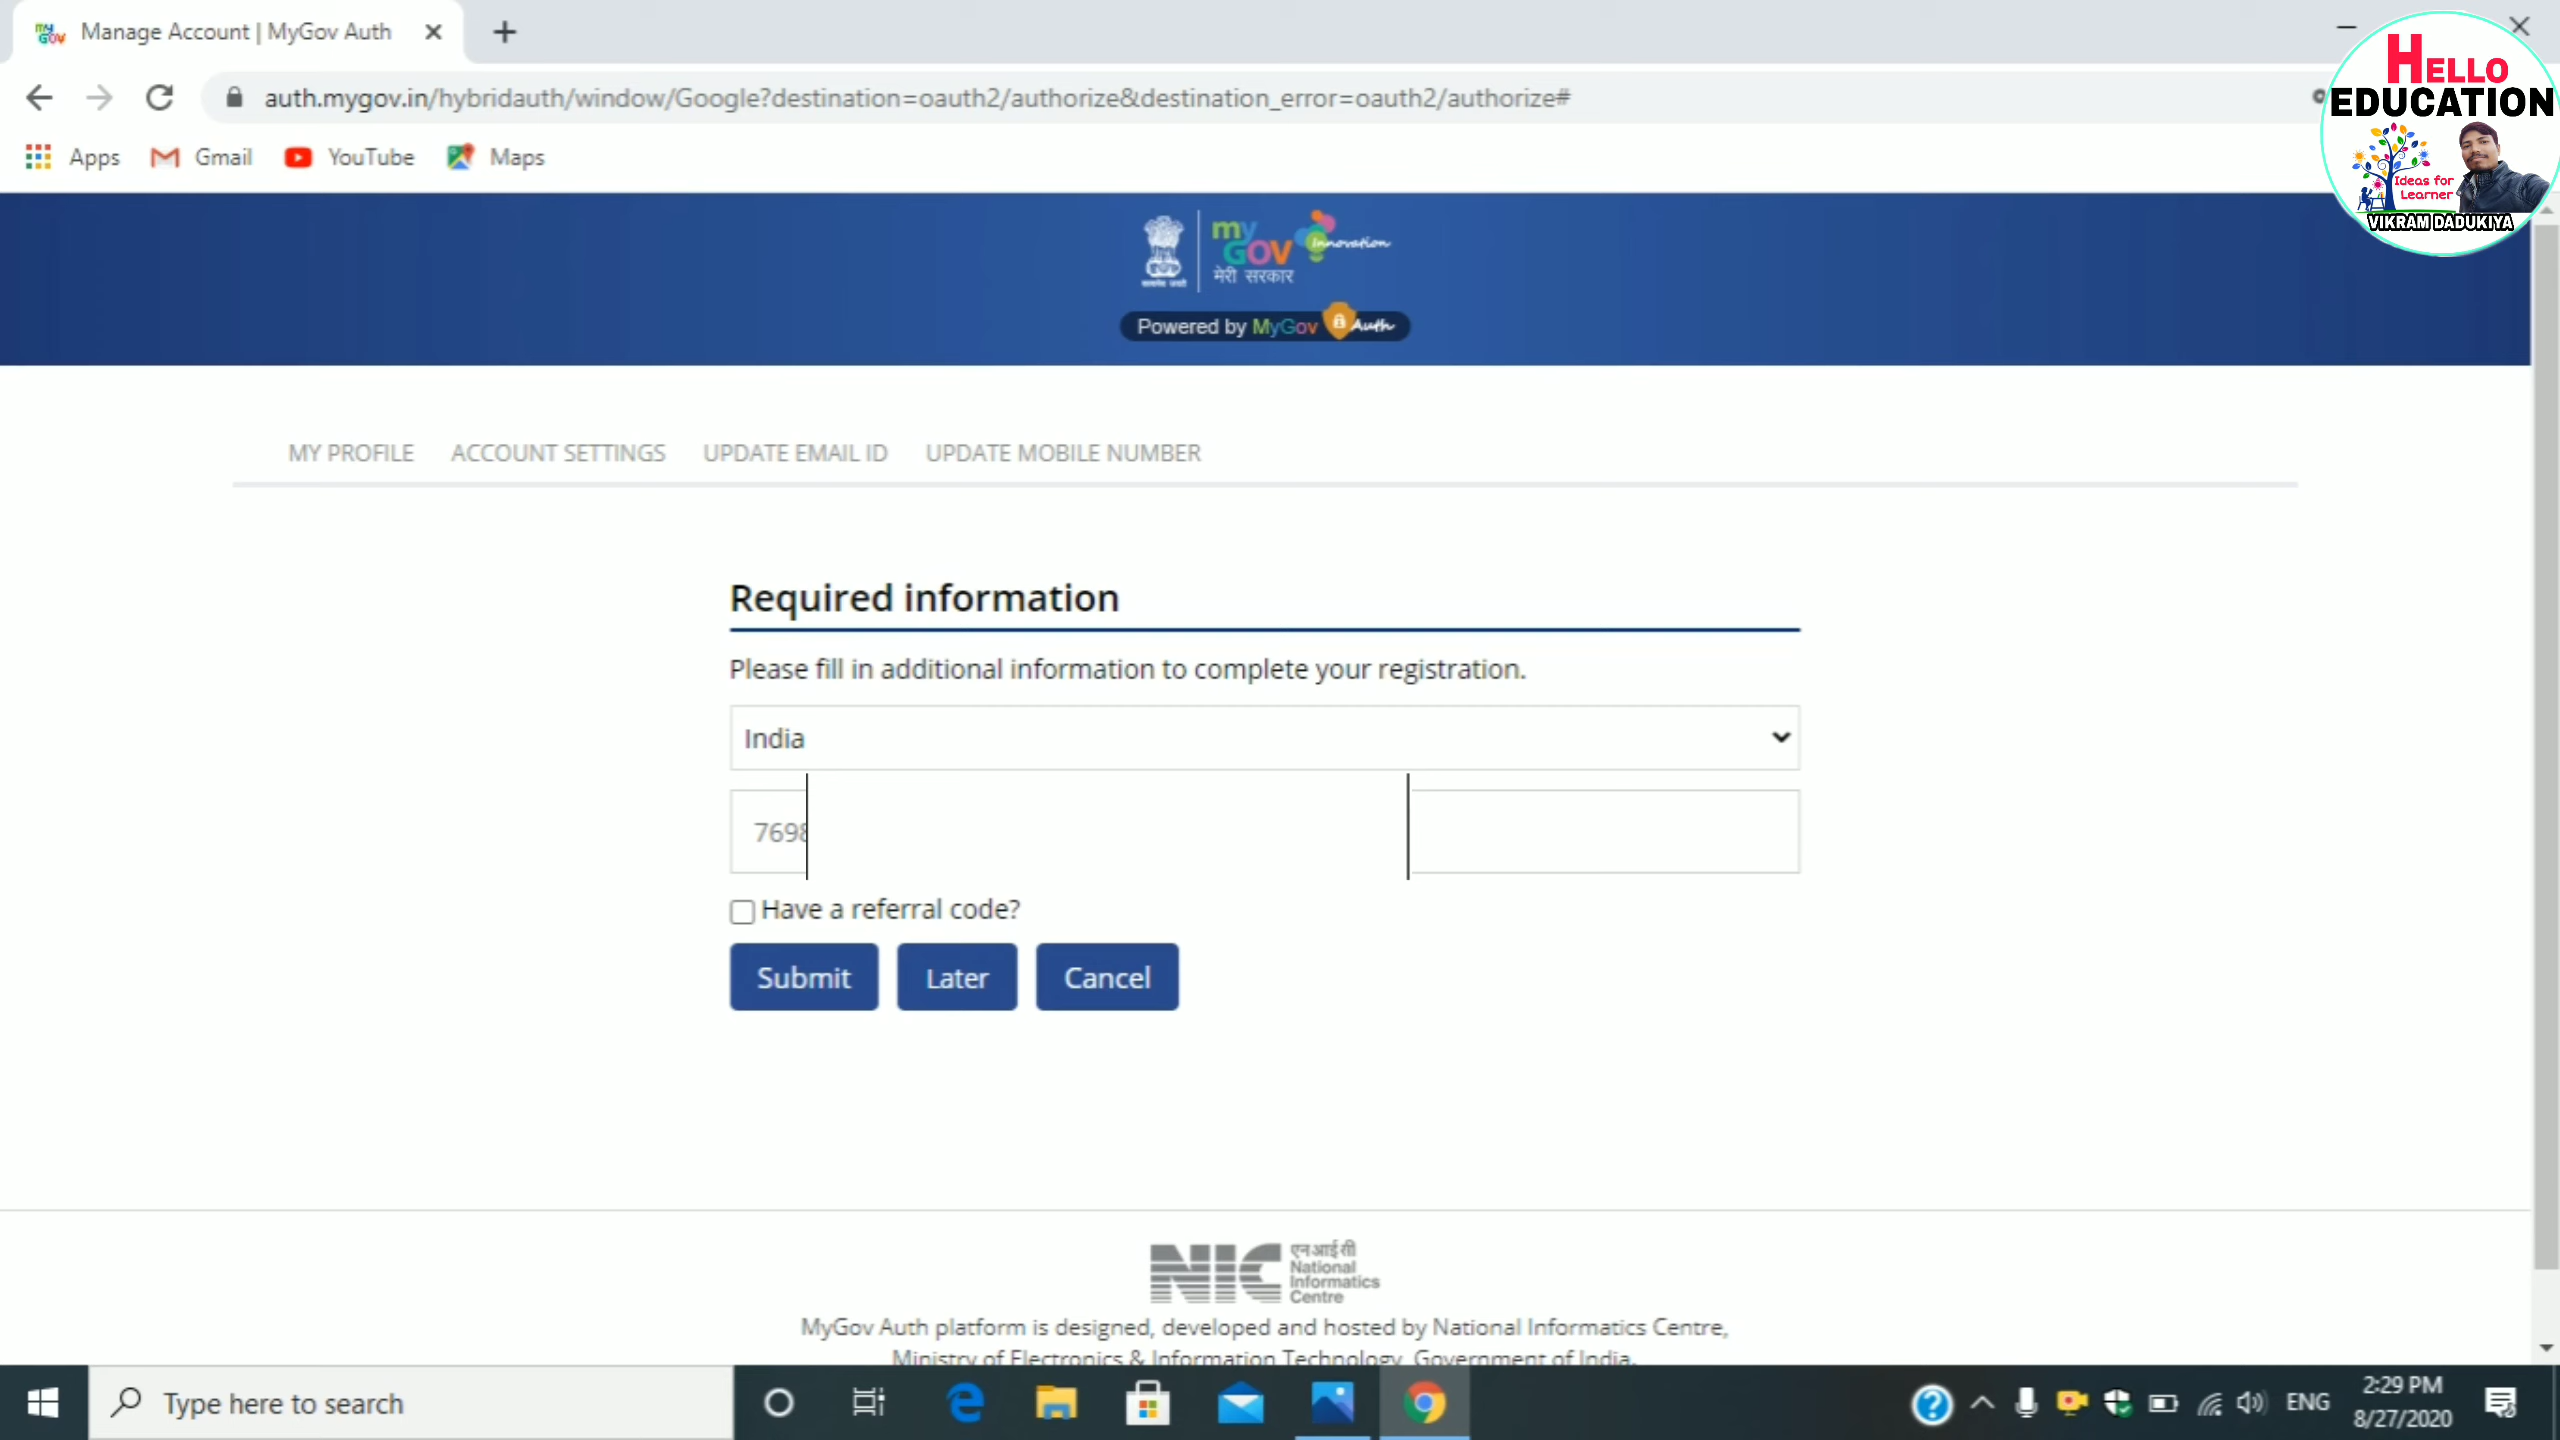 Manage Account | MyGov Auth
auth.mygov.in/hybridauth/window/Google?destination=oauth2/authorize&destination_error=oauth2/authorize#
Apps Gmail YouTube Maps
HELLO
EDUCATION
Ideas for
Learner
VIKRAM DADUKIYA
my
GOV Innovation
मेरी सरकार
Powered by MyGov Auth
MY PROFILE ACCOUNT SETTINGS UPDATE EMAIL ID UPDATE MOBILE NUMBER
Required information
Please fill in additional information to complete your registration.
India
7698
Have a referral code?
Submit Later Cancel
NIC
एनआईसी
National
Informatics
Centre
MyGov Auth platform is designed, developed and hosted by National Informatics Centre,
Ministry of Electronics & Information Technology, Government of India.
Type here to search
ENG
2:29 PM
8/27/2020